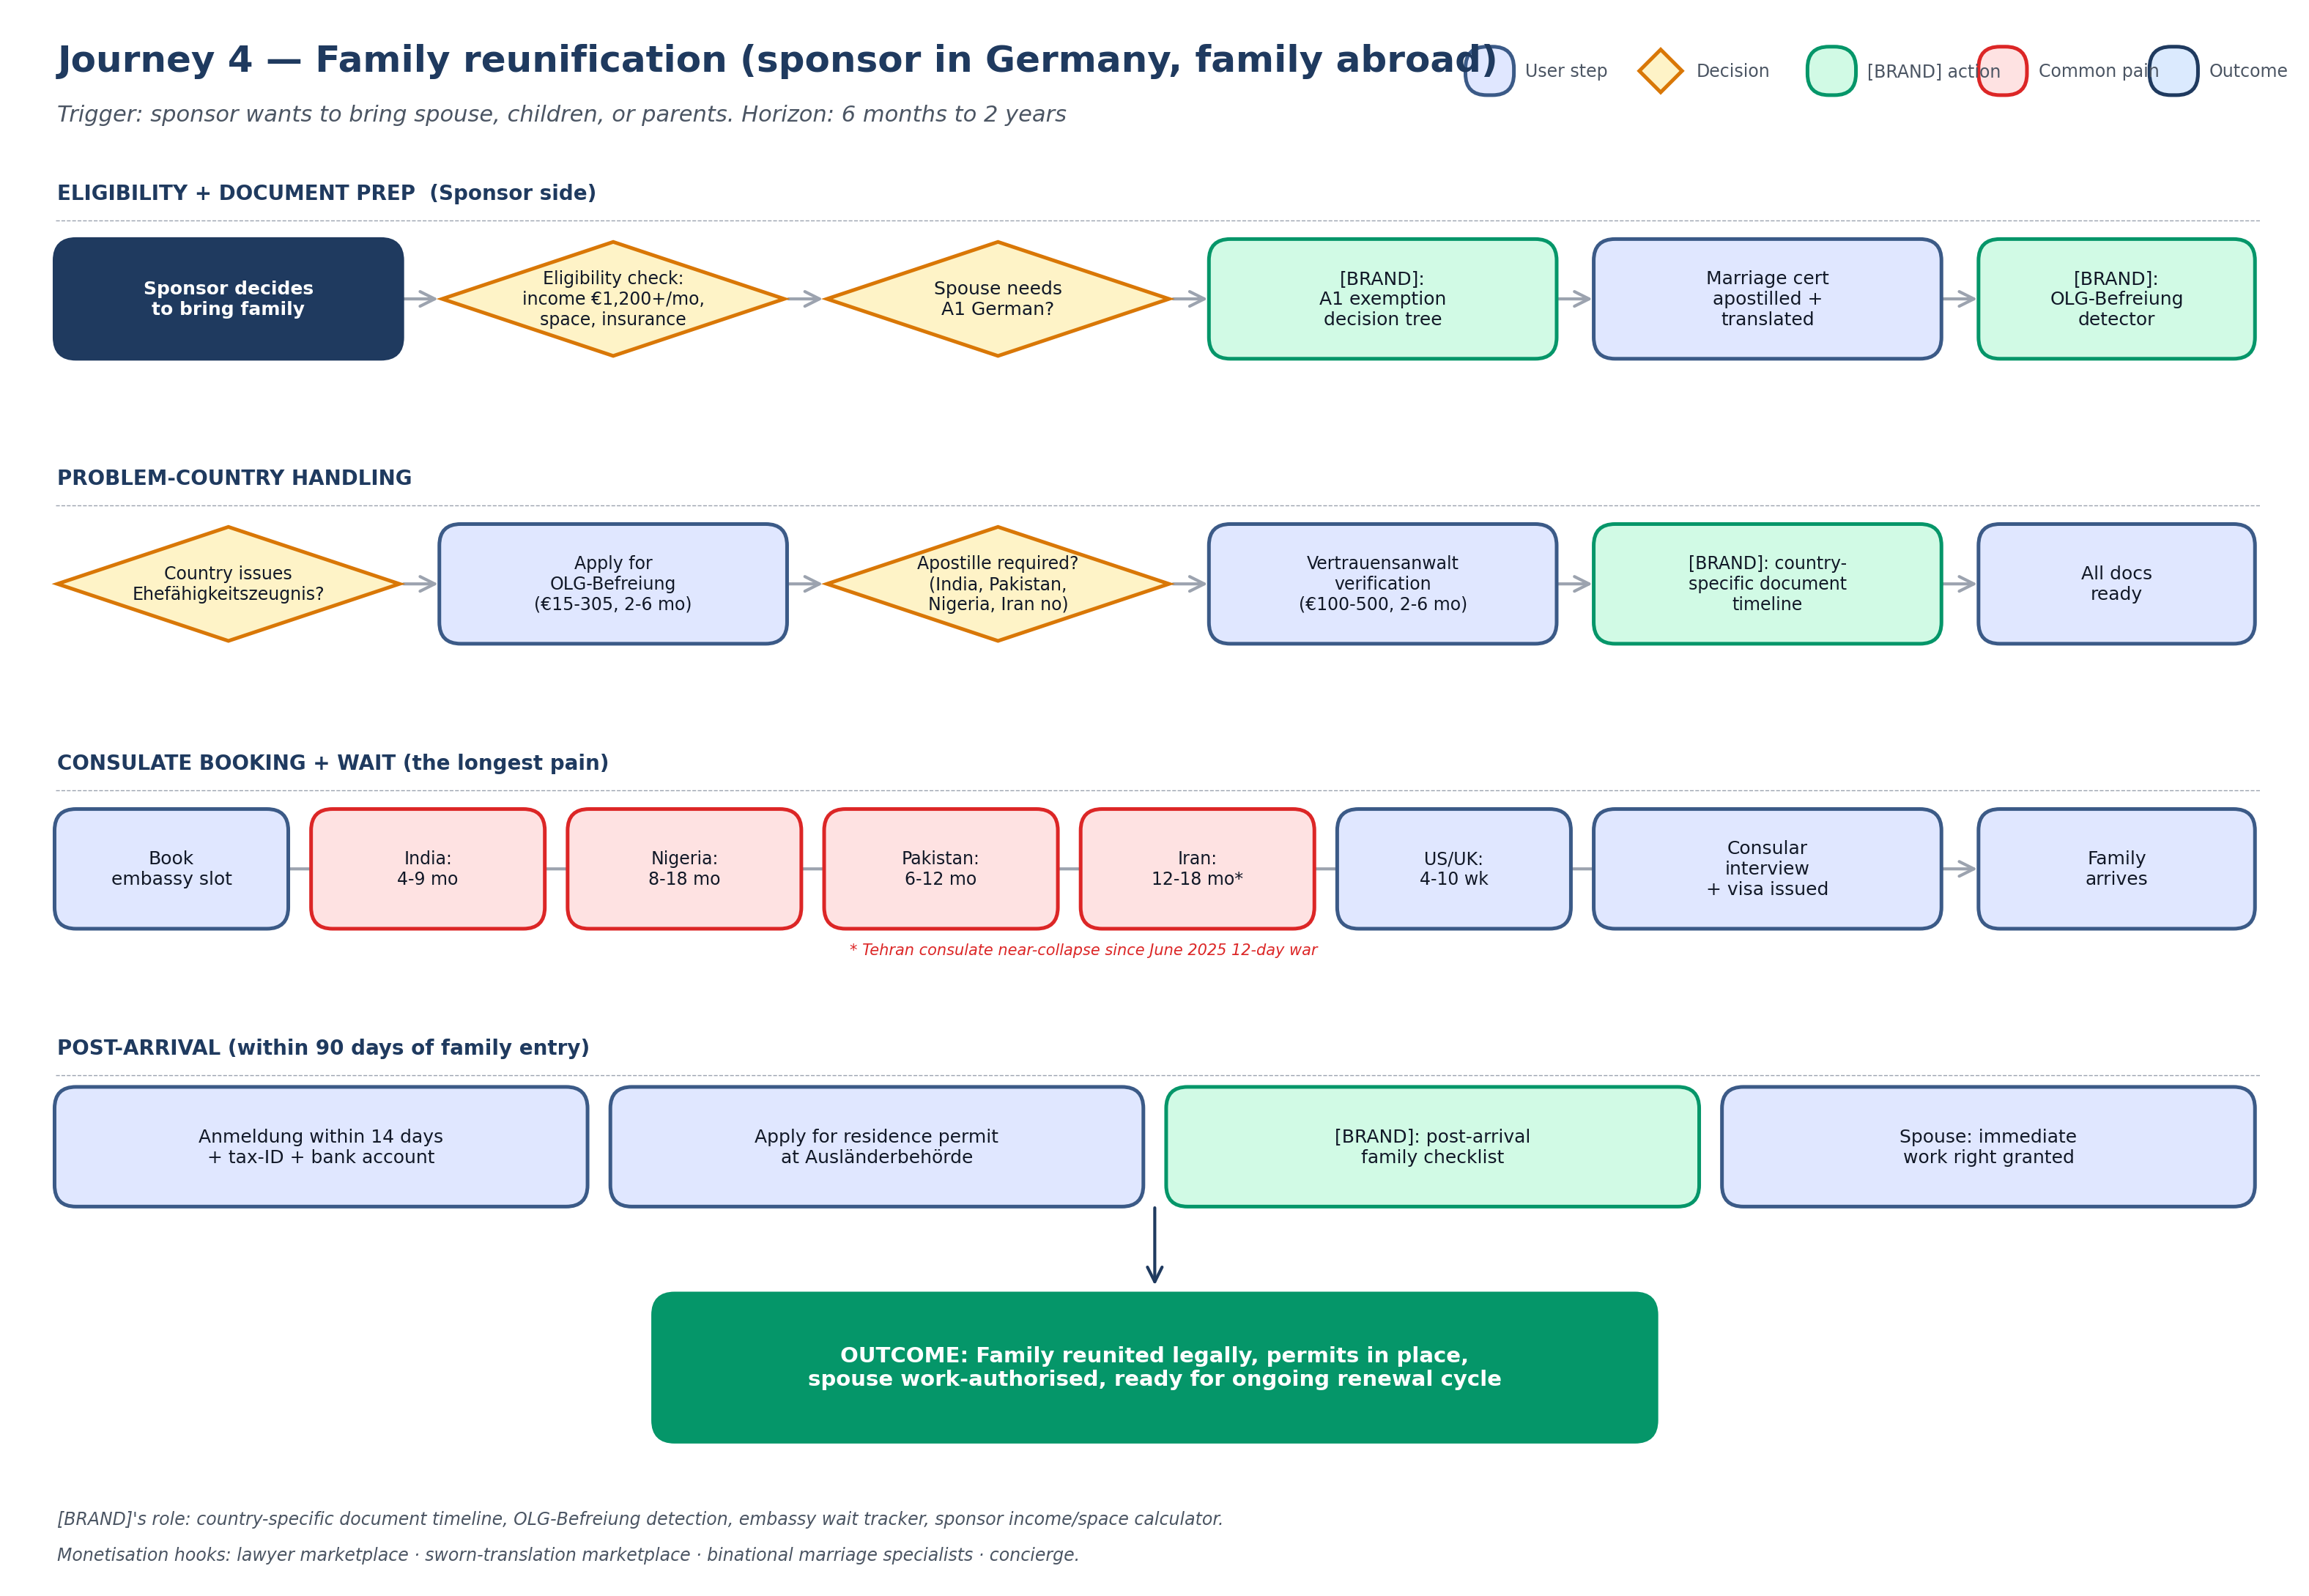 Journey 4 — Family reunification (sponsor in Germany, family abroad)
User step
Decision
[BRAND] action
Common pain
Outcome
Trigger: sponsor wants to bring spouse, children, or parents. Horizon: 6 months to 2 years
ELIGIBILITY + DOCUMENT PREP (Sponsor side)
Sponsor decides
to bring family
Eligibility check:
income €1,200+/mo,
space, insurance
Spouse needs
A1 German?
[BRAND]:
A1 exemption
decision tree
Marriage cert
apostilled +
translated
[BRAND]:
OLG-Befreiung
detector
PROBLEM-COUNTRY HANDLING
Country issues
Ehefähigkeitszeugnis?
Apply for
OLG-Befreiung
(€15-305, 2-6 mo)
Apostille required?
(India, Pakistan,
Nigeria, Iran no)
Vertrauensanwalt
verification
(€100-500, 2-6 mo)
[BRAND]: country-
specific document
timeline
All docs
ready
CONSULATE BOOKING + WAIT (the longest pain)
Book
embassy slot
India:
4-9 mo
Nigeria:
8-18 mo
Pakistan:
6-12 mo
Iran:
12-18 mo*
US/UK:
4-10 wk
Consular
interview
+ visa issued
Family
arrives
* Tehran consulate near-collapse since June 2025 12-day war
POST-ARRIVAL (within 90 days of family entry)
Anmeldung within 14 days
+ tax-ID + bank account
Apply for residence permit
at Ausländerbehörde
[BRAND]: post-arrival
family checklist
Spouse: immediate
work right granted
OUTCOME: Family reunited legally, permits in place,
spouse work-authorised, ready for ongoing renewal cycle
[BRAND]'s role: country-specific document timeline, OLG-Befreiung detection, embassy wait tracker, sponsor income/space calculator.
Monetisation hooks: lawyer marketplace · sworn-translation marketplace · binational marriage specialists · concierge.